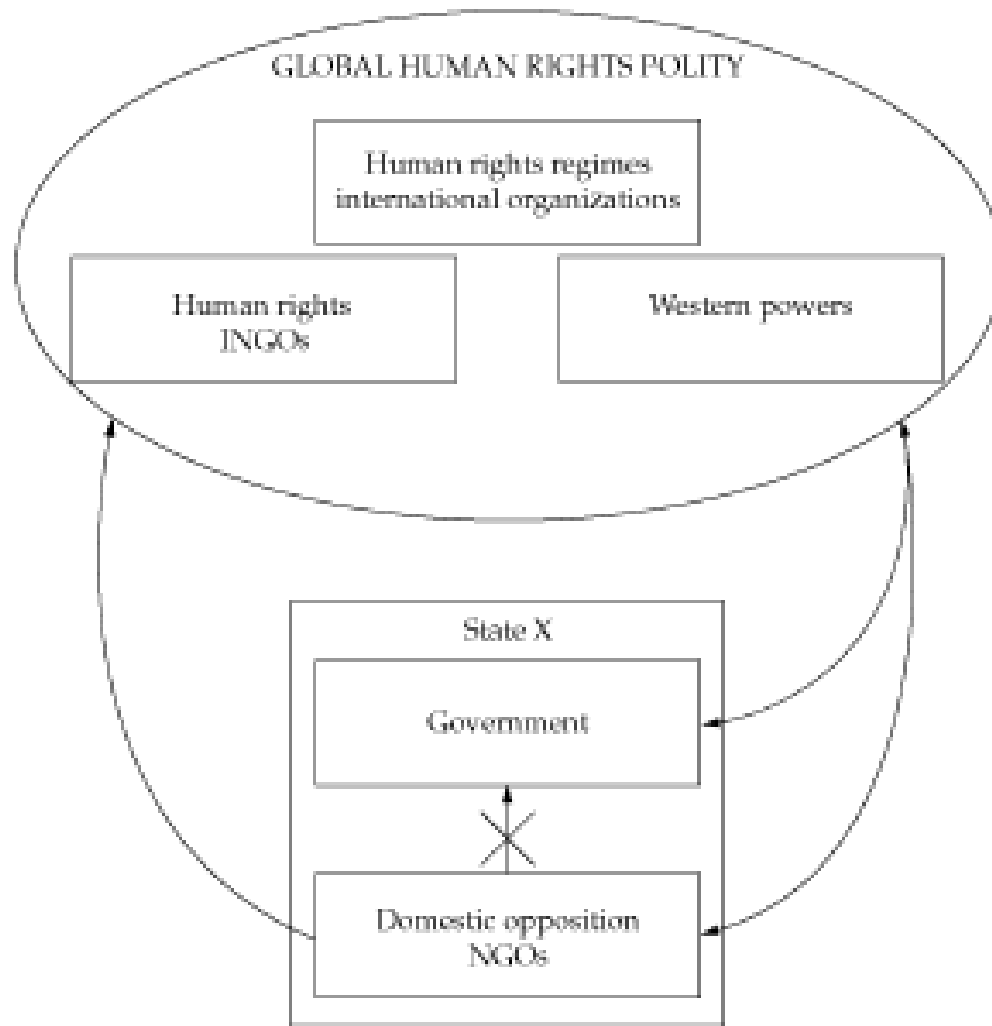 GLOBAL HUMAN RIGHTS POLITY
Human rights regimes
international organizations
Human rights
INGOs
Western powers
State X
Government
Domestic opposition
NGOs